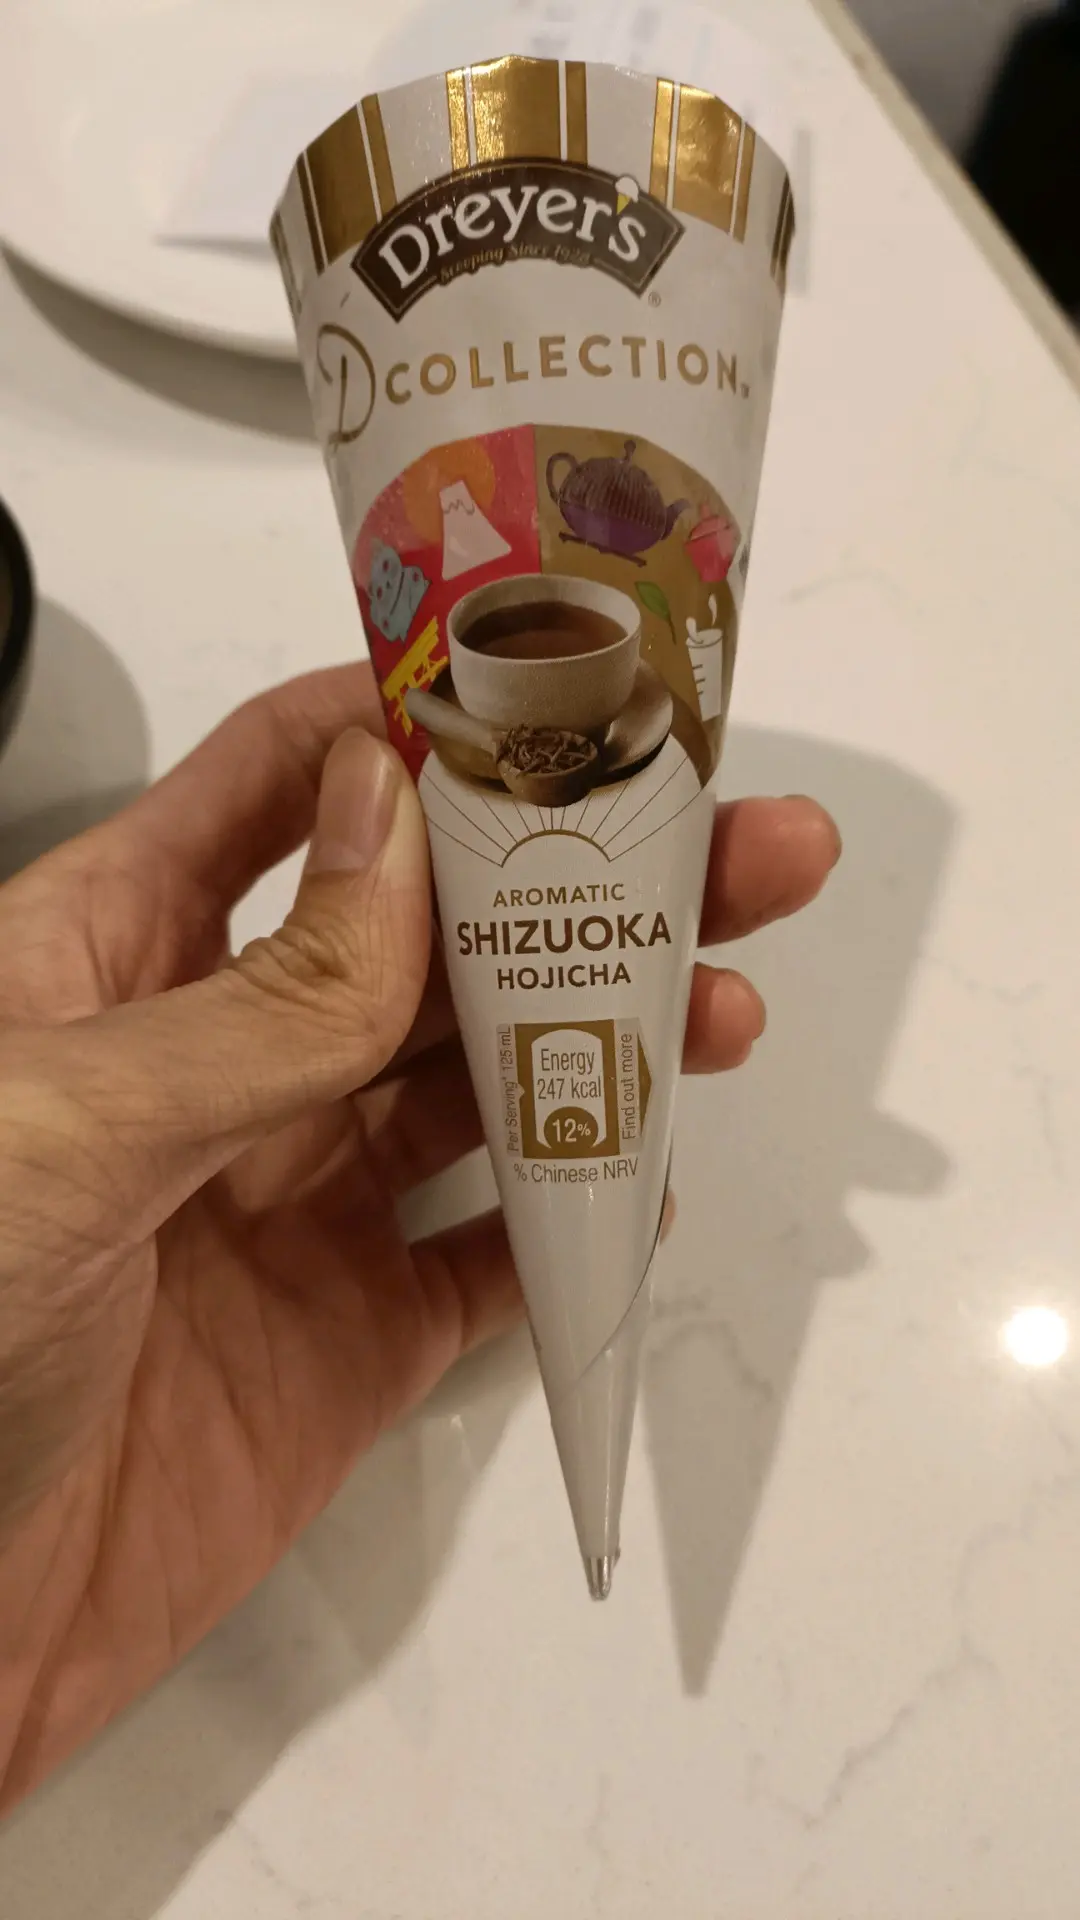 Dreyer's
Scooping Since 1928
®
D COLLECTION™
AROMATIC
SHIZUOKA
HOJICHA
Per Serving* 125 mL
Energy
247 kcal
12%
Find out more
% Chinese NRV